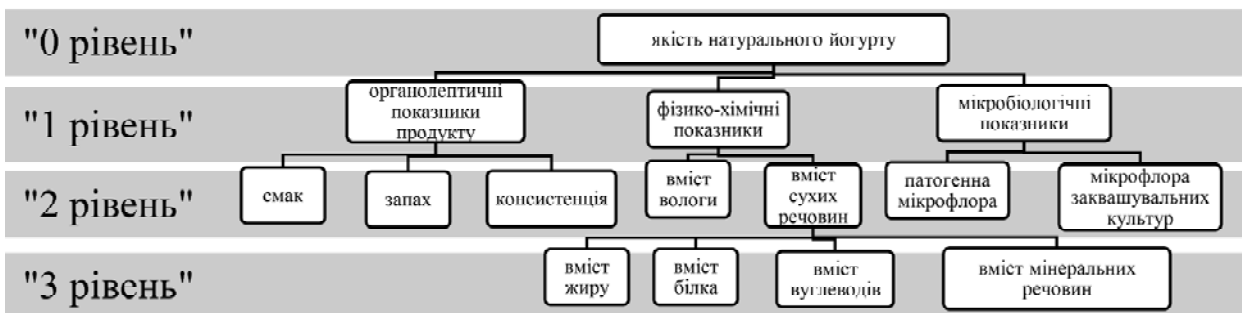 "0 рівень"
якість натурального йогурту
"1 рівень"
органолептичні
показники
продукту
фізико-хімічні
показники
мікробіологічні
показники
"2 рівень"
смак
запах
консистенція
вміст
вологи
вміст
сухих
речовин
патогенна
мікрофлора
мікрофлора
заквашувальних
культур
"3 рівень"
вміст
жиру
вміст
білка
вміст
вуглеводів
вміст мінеральних
речовин